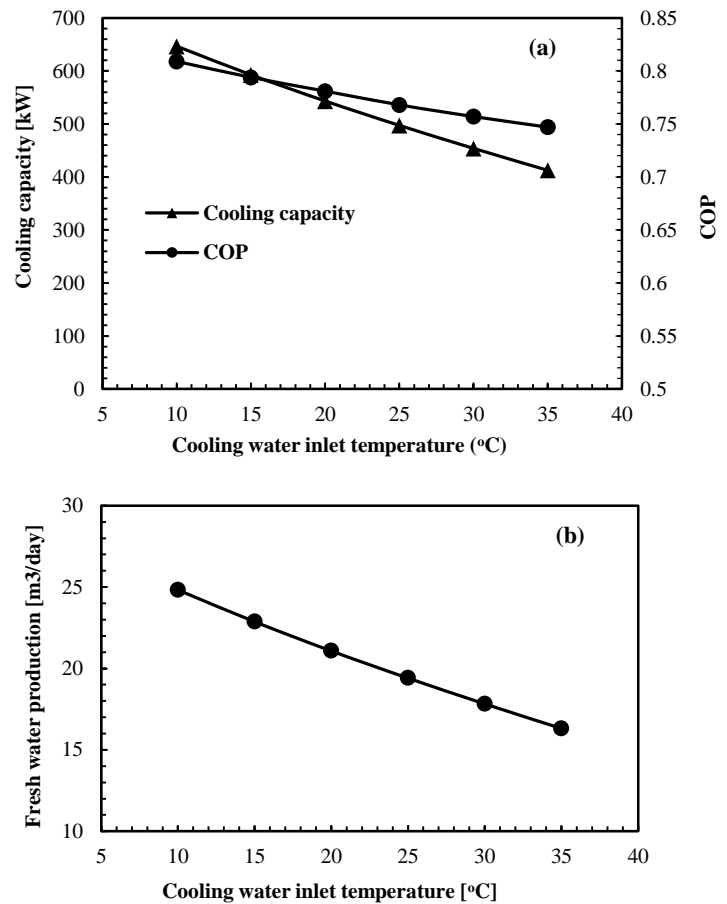 700
600
500
400
300
200
100
0
Cooling capacity [kW]
(a)
Cooling capacity
COP
0.85
0.8
0.75
0.7
0.65
0.6
0.55
0.5
COP
5 10 15 20 25 30 35 40
Cooling water inlet temperature (ºC)
30
25
20
15
10
Fresh water production [m3/day]
(b)
5 10 15 20 25 30 35 40
Cooling water inlet temperature [ºC]